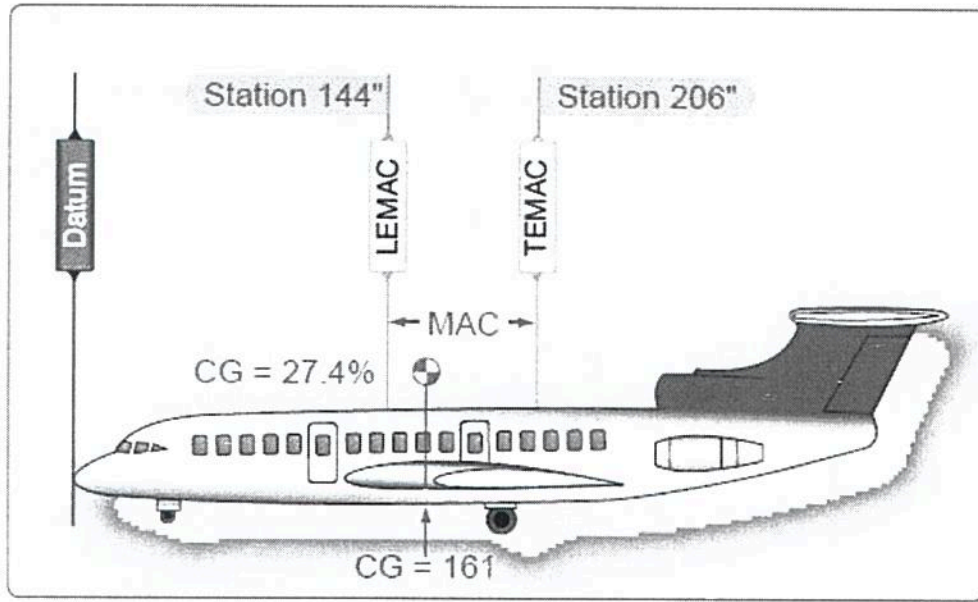 Station 144"
Station 206"
Datum
LEMAC
TEMAC
MAC
CG = 27.4%
CG = 161